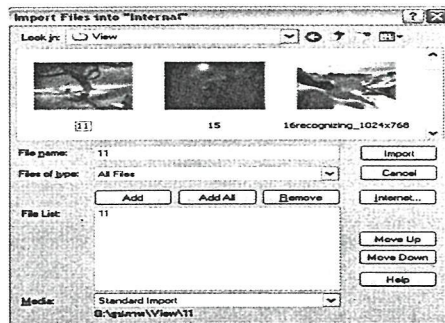 Import Files into "Internal"
Look in: View
11 15 16recognizing_1024x768
File name: 11 Import
Files of type: All Files Cancel
Add Add All Remove Internet...
File List: 11
Move Up
Move Down
Help
Media: Standard Import